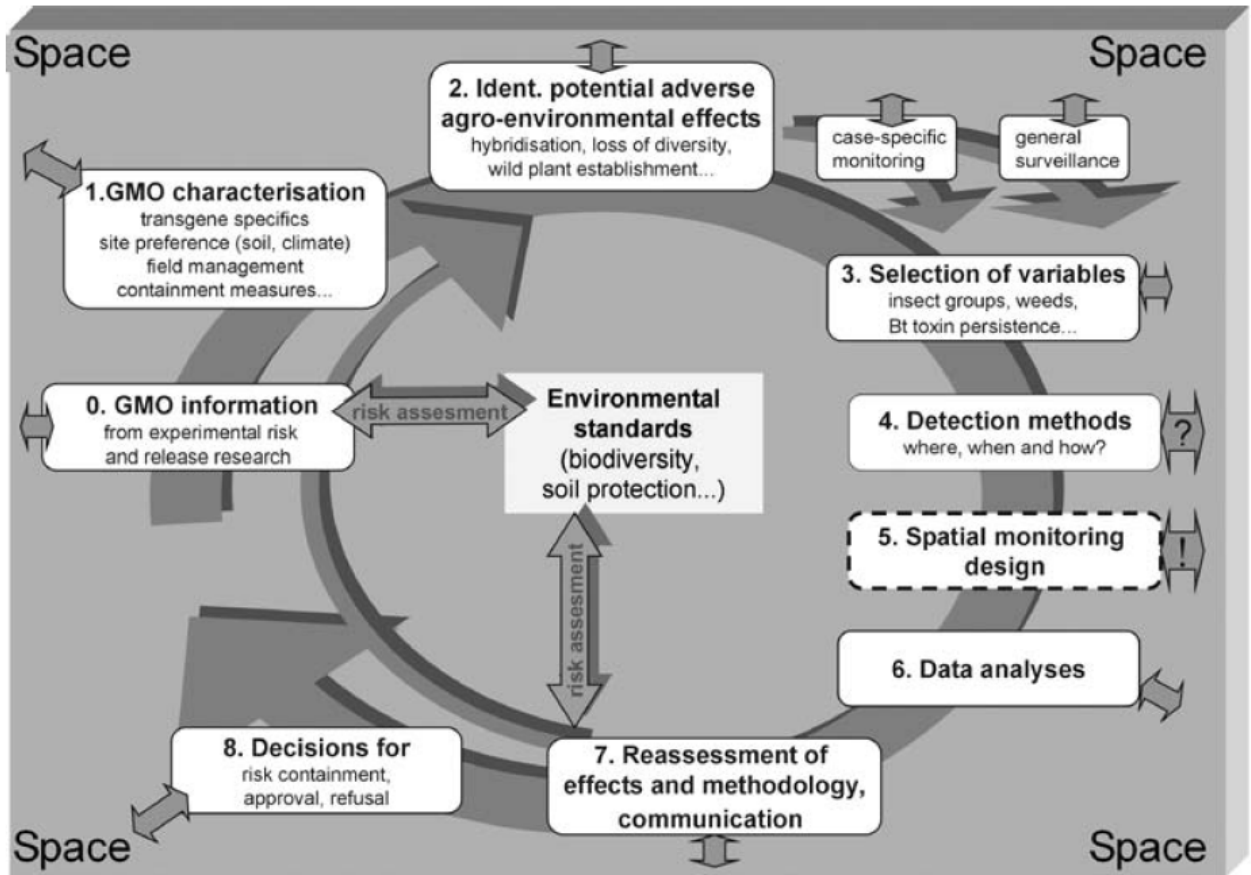 Space
Space
2. Ident. potential adverse
agro-environmental effects
hybridisation, loss of diversity,
wild plant establishment...
case-specific
monitoring
general
surveillance
1.GMO characterisation
transgene specifics
site preference (soil, climate)
field management
containment measures...
3. Selection of variables
insect groups, weeds,
Bt toxin persistence...
0. GMO information
from experimental risk
and release research
risk assesment
Environmental
standards
(biodiversity,
soil protection...)
4. Detection methods
where, when and how?
?
5. Spatial monitoring
design
!
risk assesment
6. Data analyses
8. Decisions for
risk containment,
approval, refusal
7. Reassessment of
effects and methodology,
communication
Space
Space